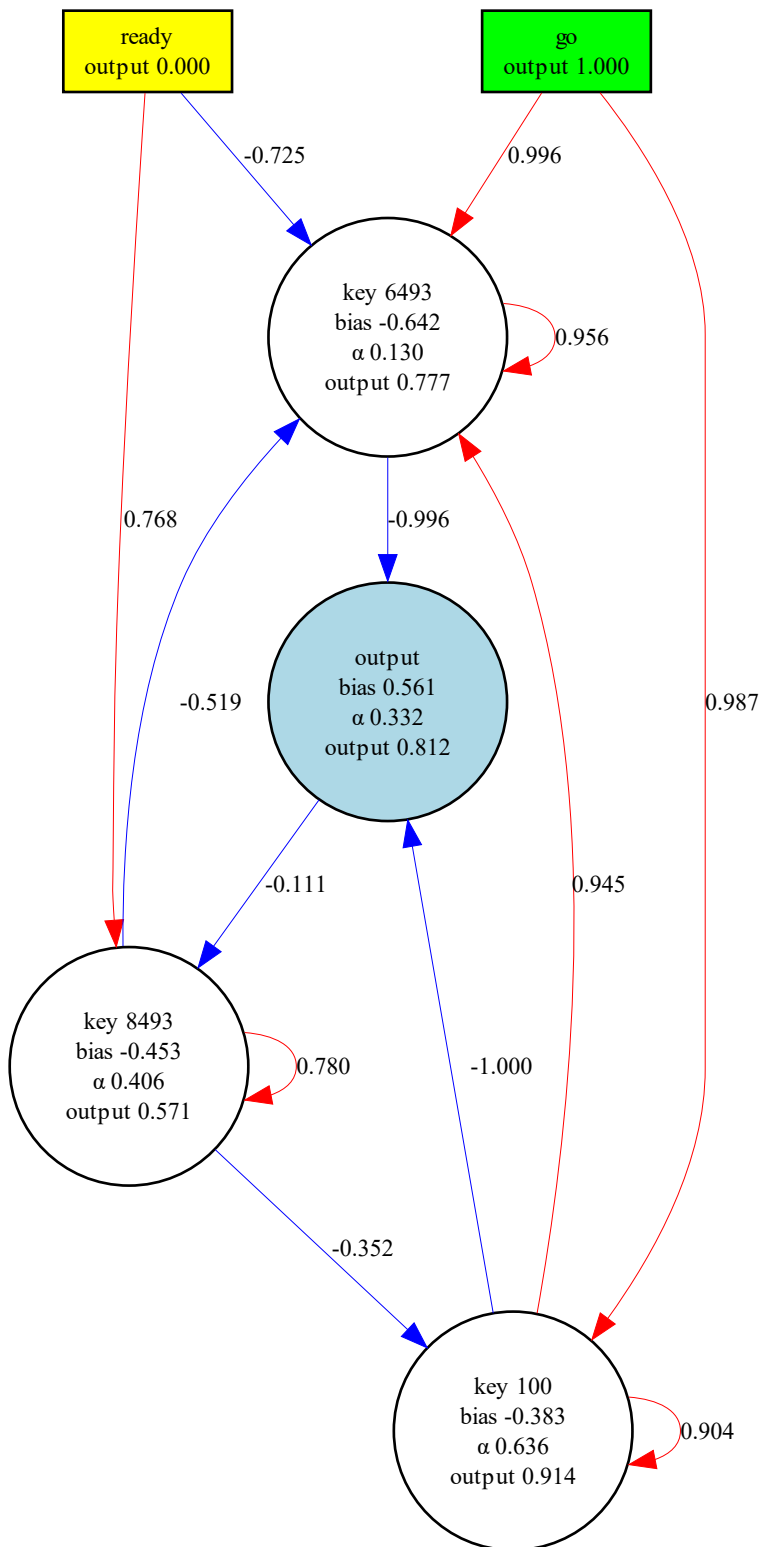 ready
output 0.000
go
output 1.000
-0.725
0.996
key 6493
bias -0.642
α 0.130
output 0.777
0.956
0.768
-0.996
-0.519
output
bias 0.561
α 0.332
output 0.812
0.987
-0.111
0.945
key 8493
bias -0.453
α 0.406
output 0.571
0.780
-1.000
-0.352
key 100
bias -0.383
α 0.636
output 0.914
0.904